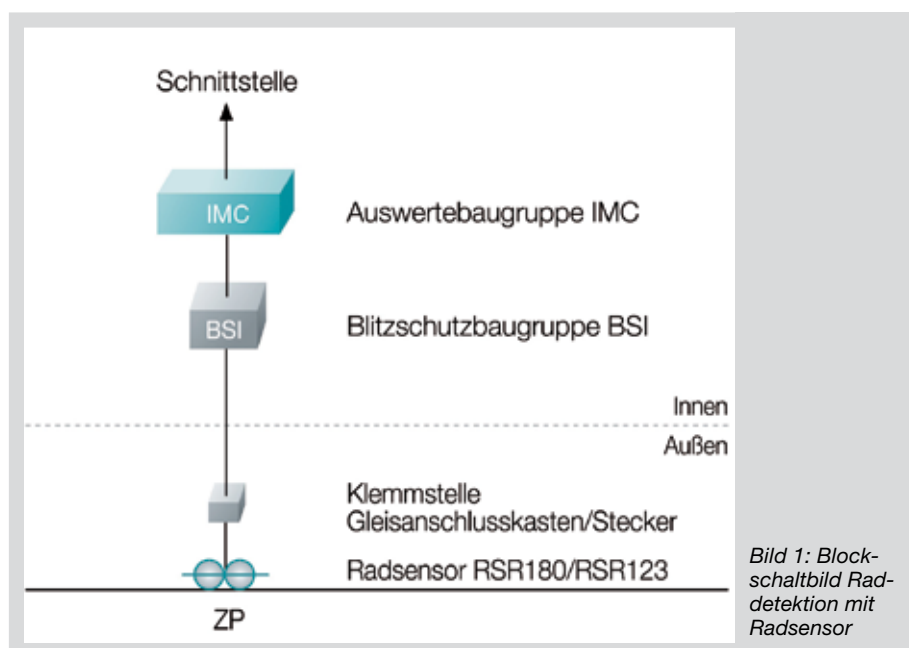 Schnittstelle
IMC
Auswertebaugruppe IMC
BSI
Blitzschutzbaugruppe BSI
Innen
Außen
Klemmstelle
Gleisanschlusskasten/Stecker
Radsensor RSR180/RSR123
ZP
Bild 1: Block-
schaltbild Rad-
detektion mit
Radsensor